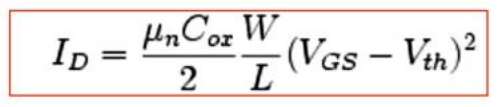 I_D = \frac{\mu_n C_{ox}}{2} \frac{W}{L} (V_{GS} - V_{th})^2